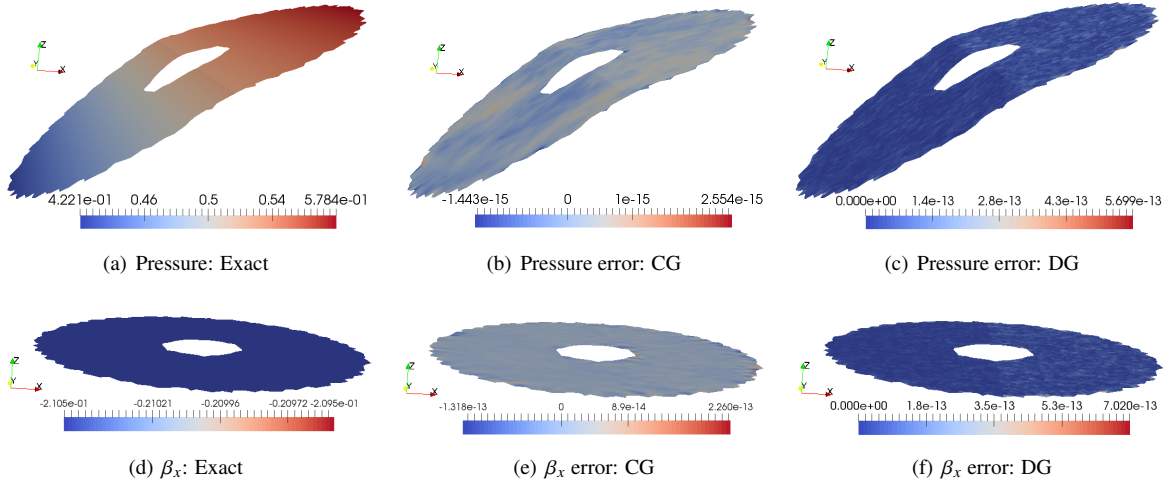 Z
Y
X
4.221e-01 0.46 0.5 0.54 5.784e-01
(a) Pressure: Exact
Z
Y
X
-1.443e-15 0 1e-15 2.554e-15
(b) Pressure error: CG
Z
Y
X
0.000e+00 1.4e-13 2.8e-13 4.3e-13 5.699e-13
(c) Pressure error: DG
Z
Y
X
-2.105e-01 -0.21021 -0.20996 -0.20972 -2.095e-01
(d) βx: Exact
Z
Y
X
-1.318e-13 0 8.9e-14 2.260e-13
(e) βx error: CG
Z
Y
X
0.000e+00 1.8e-13 3.5e-13 5.3e-13 7.020e-13
(f) βx error: DG